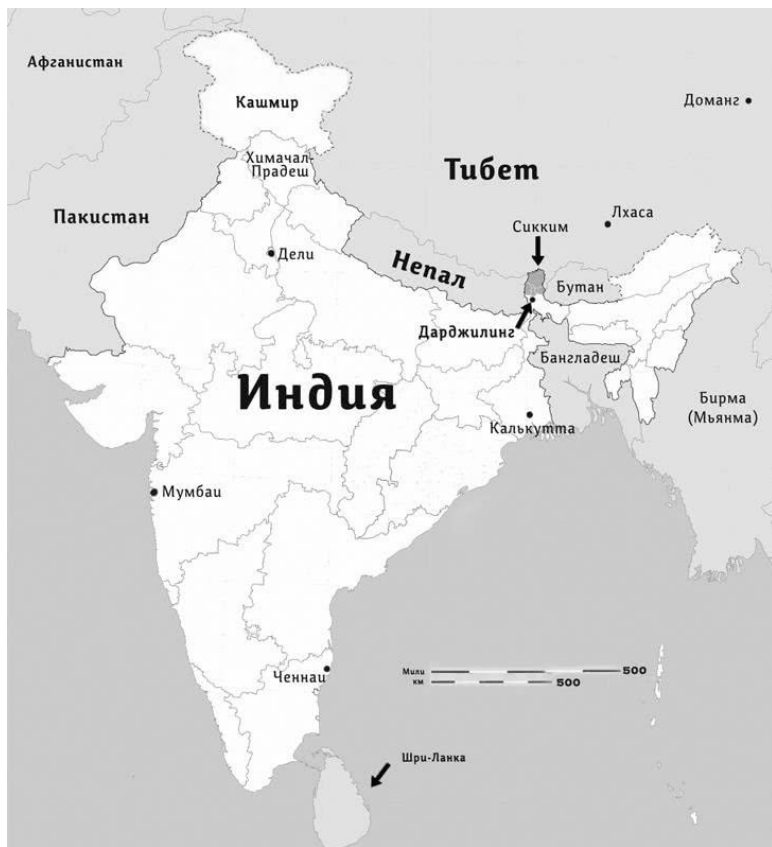 Афганистан
Кашмир
Доманг
Химачал-
Прадеш
Тибет
Пакистан
Лхаса
Сикким
Дели
Непал
Бутан
Дарджилинг
Бангладеш
Индия
Бирма
(Мьянма)
Калькутта
Мумбаи
Ченнаи
Мили 500
км 500
Шри-Ланка